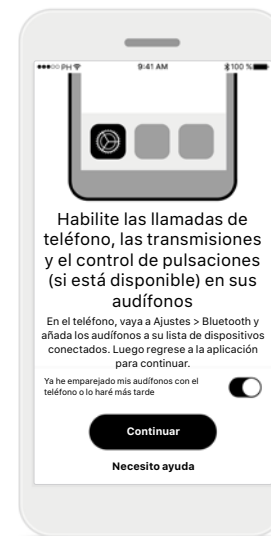 PH 9:41 AM 100 %
Habilite las llamadas de
teléfono, las transmisiones
y el control de pulsaciones
(si está disponible) en sus
audífonos
En el teléfono, vaya a Ajustes > Bluetooth y
añada los audífonos a su lista de dispositivos
conectados. Luego regrese a la aplicación
para continuar.
Ya he emparejado mis audífonos con el
teléfono o lo haré más tarde
Continuar
Necesito ayuda